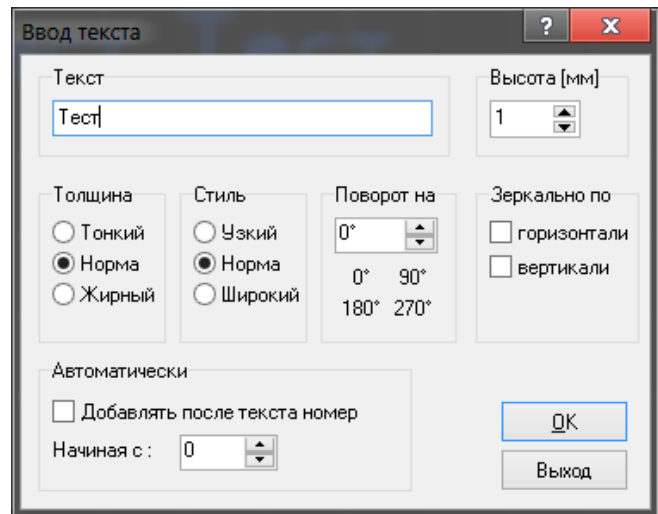 Ввод текста
?
X
Текст
Высота [мм]
Тест
1
Толщина
Стиль
Поворот на
Зеркально по
Тонкий
Узкий
0°
горизонтали
Норма
Норма
вертикали
Жирный
Широкий
0° 90°
180° 270°
Автоматически
Добавлять после текста номер
Начиная с :
0
OK
Выход